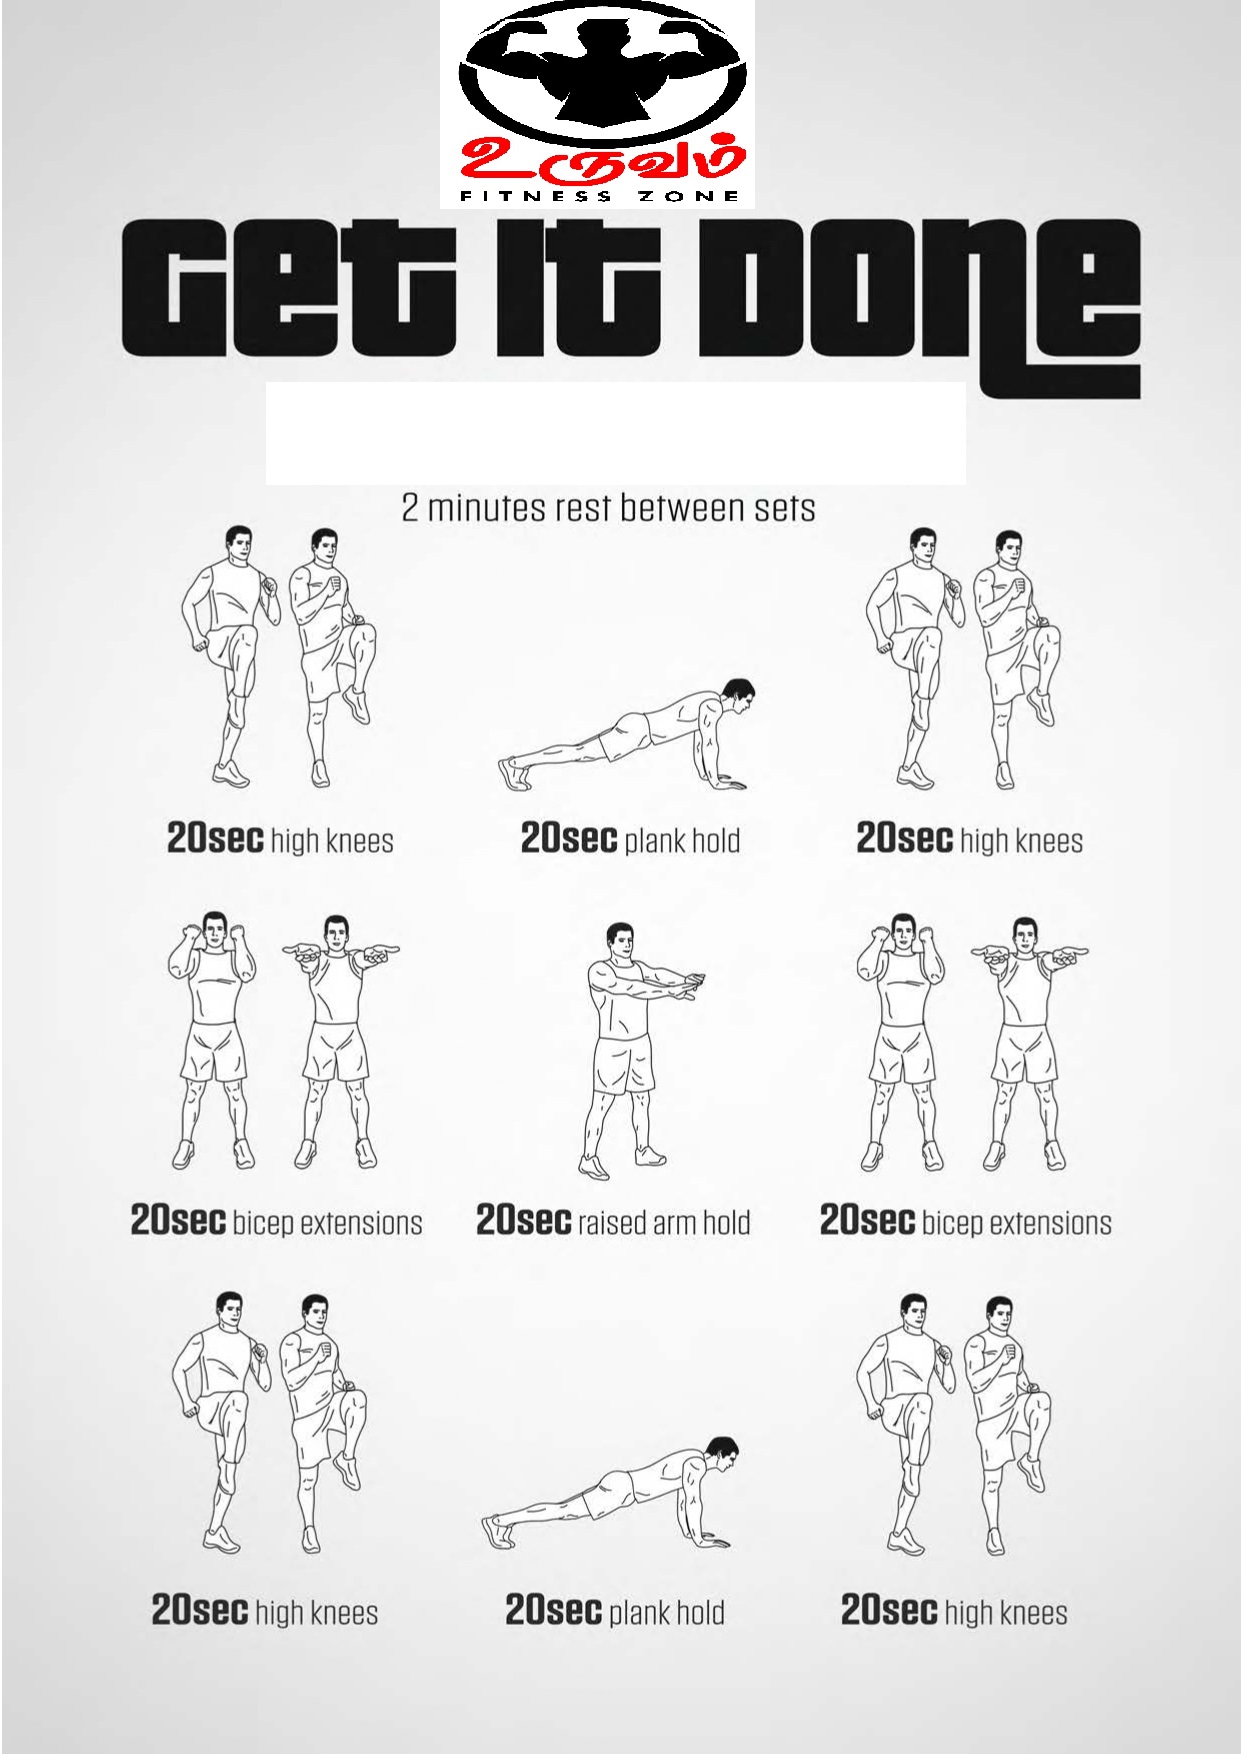 உருவம்
FITNESS ZONE
Get It Done
2 minutes rest between sets
20sec high knees
20sec plank hold
20sec high knees
20sec bicep extensions
20sec raised arm hold
20sec bicep extensions
20sec high knees
20sec plank hold
20sec high knees